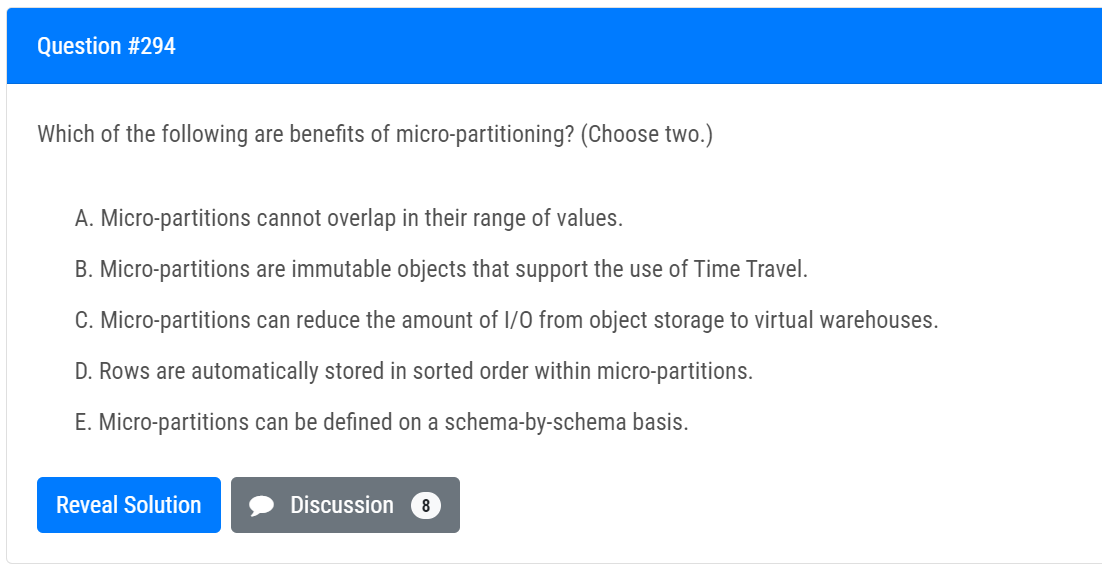 Question #294
Which of the following are benefits of micro-partitioning? (Choose two.)
A. Micro-partitions cannot overlap in their range of values.
B. Micro-partitions are immutable objects that support the use of Time Travel.
C. Micro-partitions can reduce the amount of I/O from object storage to virtual warehouses.
D. Rows are automatically stored in sorted order within micro-partitions.
E. Micro-partitions can be defined on a schema-by-schema basis.
Reveal Solution Discussion 8